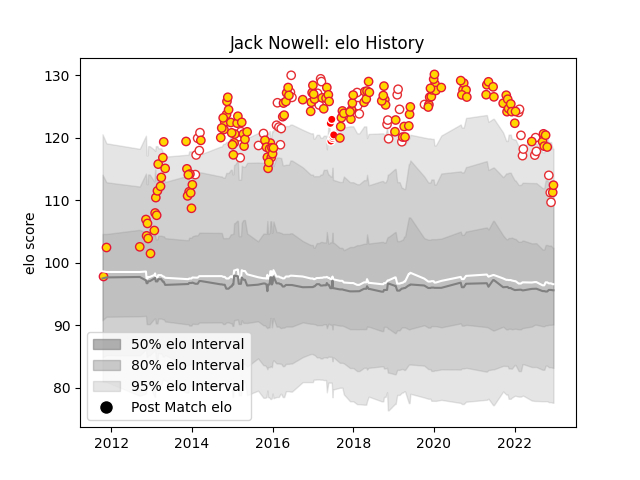 Jack Nowell: elo History
elo score
130
120
110
100
90
80
50% elo Interval
80% elo Interval
95% elo Interval
Post Match elo
2012
2014
2016
2018
2020
2022